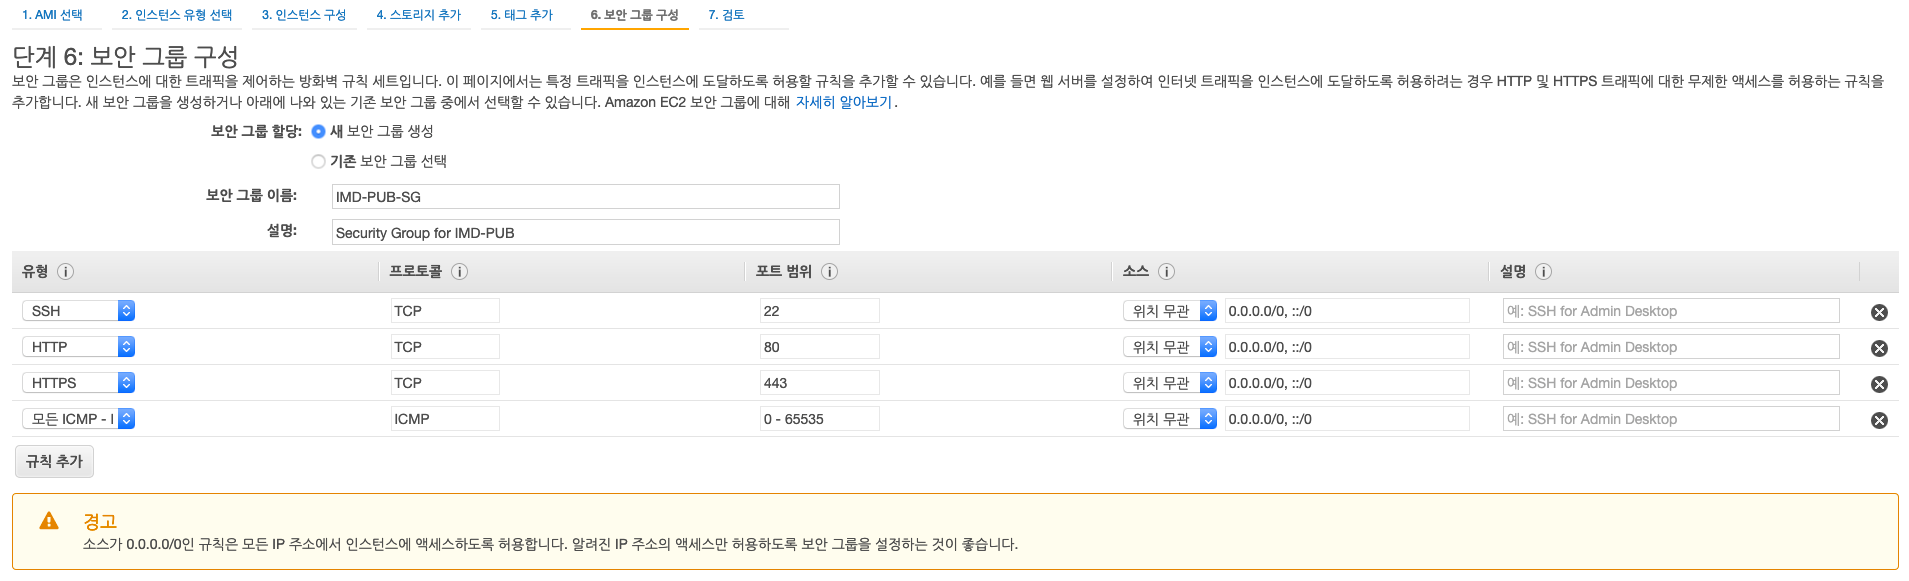 1. AMI 선택 2. 인스턴스 유형 선택 3. 인스턴스 구성 4. 스토리지 추가 5. 태그 추가 6. 보안 그룹 구성 7. 검토
단계 6: 보안 그룹 구성
보안 그룹은 인스턴스에 대한 트래픽을 제어하는 방화벽 규칙 세트입니다. 이 페이지에서는 특정 트래픽을 인스턴스에 도달하도록 허용할 규칙을 추가할 수 있습니다. 예를 들면 웹 서버를 설정하여 인터넷 트래픽을 인스턴스에 도달하도록 허용하려는 경우 HTTP 및 HTTPS 트래픽에 대한 무제한 액세스를 허용하는 규칙을
추가합니다. 새 보안 그룹을 생성하거나 아래에 나와 있는 기존 보안 그룹 중에서 선택할 수 있습니다. Amazon EC2 보안 그룹에 대해 자세히 알아보기.
보안 그룹 할당: 새 보안 그룹 생성
기존 보안 그룹 선택
보안 그룹 이름: IMD-PUB-SG
설명: Security Group for IMD-PUB
유형 프로토콜 포트 범위 소스 설명
SSH TCP 22 위치 무관 0.0.0.0/0, ::/0 예: SSH for Admin Desktop
HTTP TCP 80 위치 무관 0.0.0.0/0, ::/0 예: SSH for Admin Desktop
HTTPS TCP 443 위치 무관 0.0.0.0/0, ::/0 예: SSH for Admin Desktop
모든 ICMP - I ICMP 0 - 65535 위치 무관 0.0.0.0/0, ::/0 예: SSH for Admin Desktop
규칙 추가
경고
소스가 0.0.0.0/0인 규칙은 모든 IP 주소에서 인스턴스에 액세스하도록 허용합니다. 알려진 IP 주소의 액세스만 허용하도록 보안 그룹을 설정하는 것이 좋습니다.